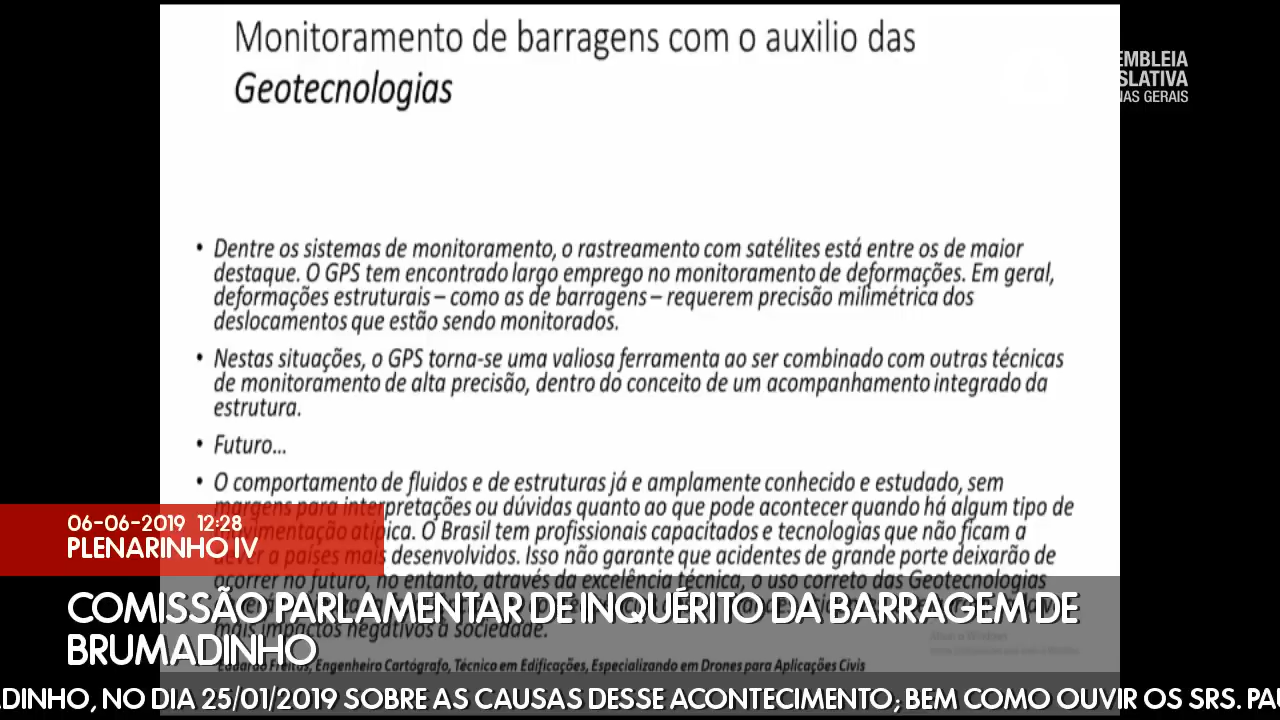 Monitoramento de barragens com o auxilio das
Geotecnologias
EMBLEIA
SLATIVA
AS GERAIS
• Dentre os sistemas de monitoramento, o rastreamento com satélites está entre os de maior
destaque. O GPS tem encontrado largo emprego no monitoramento de deformações. Em geral,
deformações estruturais – como as de barragens – requerem precisão milimétrica dos
deslocamentos que estão sendo monitorados.
• Nestas situações, o GPS torna-se uma valiosa ferramenta ao ser combinado com outras técnicas
de monitoramento de alta precisão, dentro do conceito de um acompanhamento integrado da
estrutura.
• Futuro...
• O comportamento de fluidos e de estruturas já e amplamente conhecido e estudado, sem
margens para interpretações ou dúvidas quanto ao que pode acontecer quando há algum tipo de
movimentação atípica. O Brasil tem profissionais capacitados e tecnologias que não ficam a
dever a países mais desenvolvidos. Isso não garante que acidentes de grande porte deixarão de
ocorrer no futuro, no entanto, através da excelência técnica, o uso correto das Geotecnologias
mais impactos negativos à sociedade.
Eduardo Freitas, Engenheiro Cartógrafo, Técnico em Edificações, Especializando em Drones para Aplicações Civis
06-06-2019 12:28
PLENARINHO IV
COMISSÃO PARLAMENTAR DE INQUÉRITO DA BARRAGEM DE
BRUMADINHO
ADINHO, NO DIA 25/01/2019 SOBRE AS CAUSAS DESSE ACONTECIMENTO; BEM COMO OUVIR OS SRS. PAU